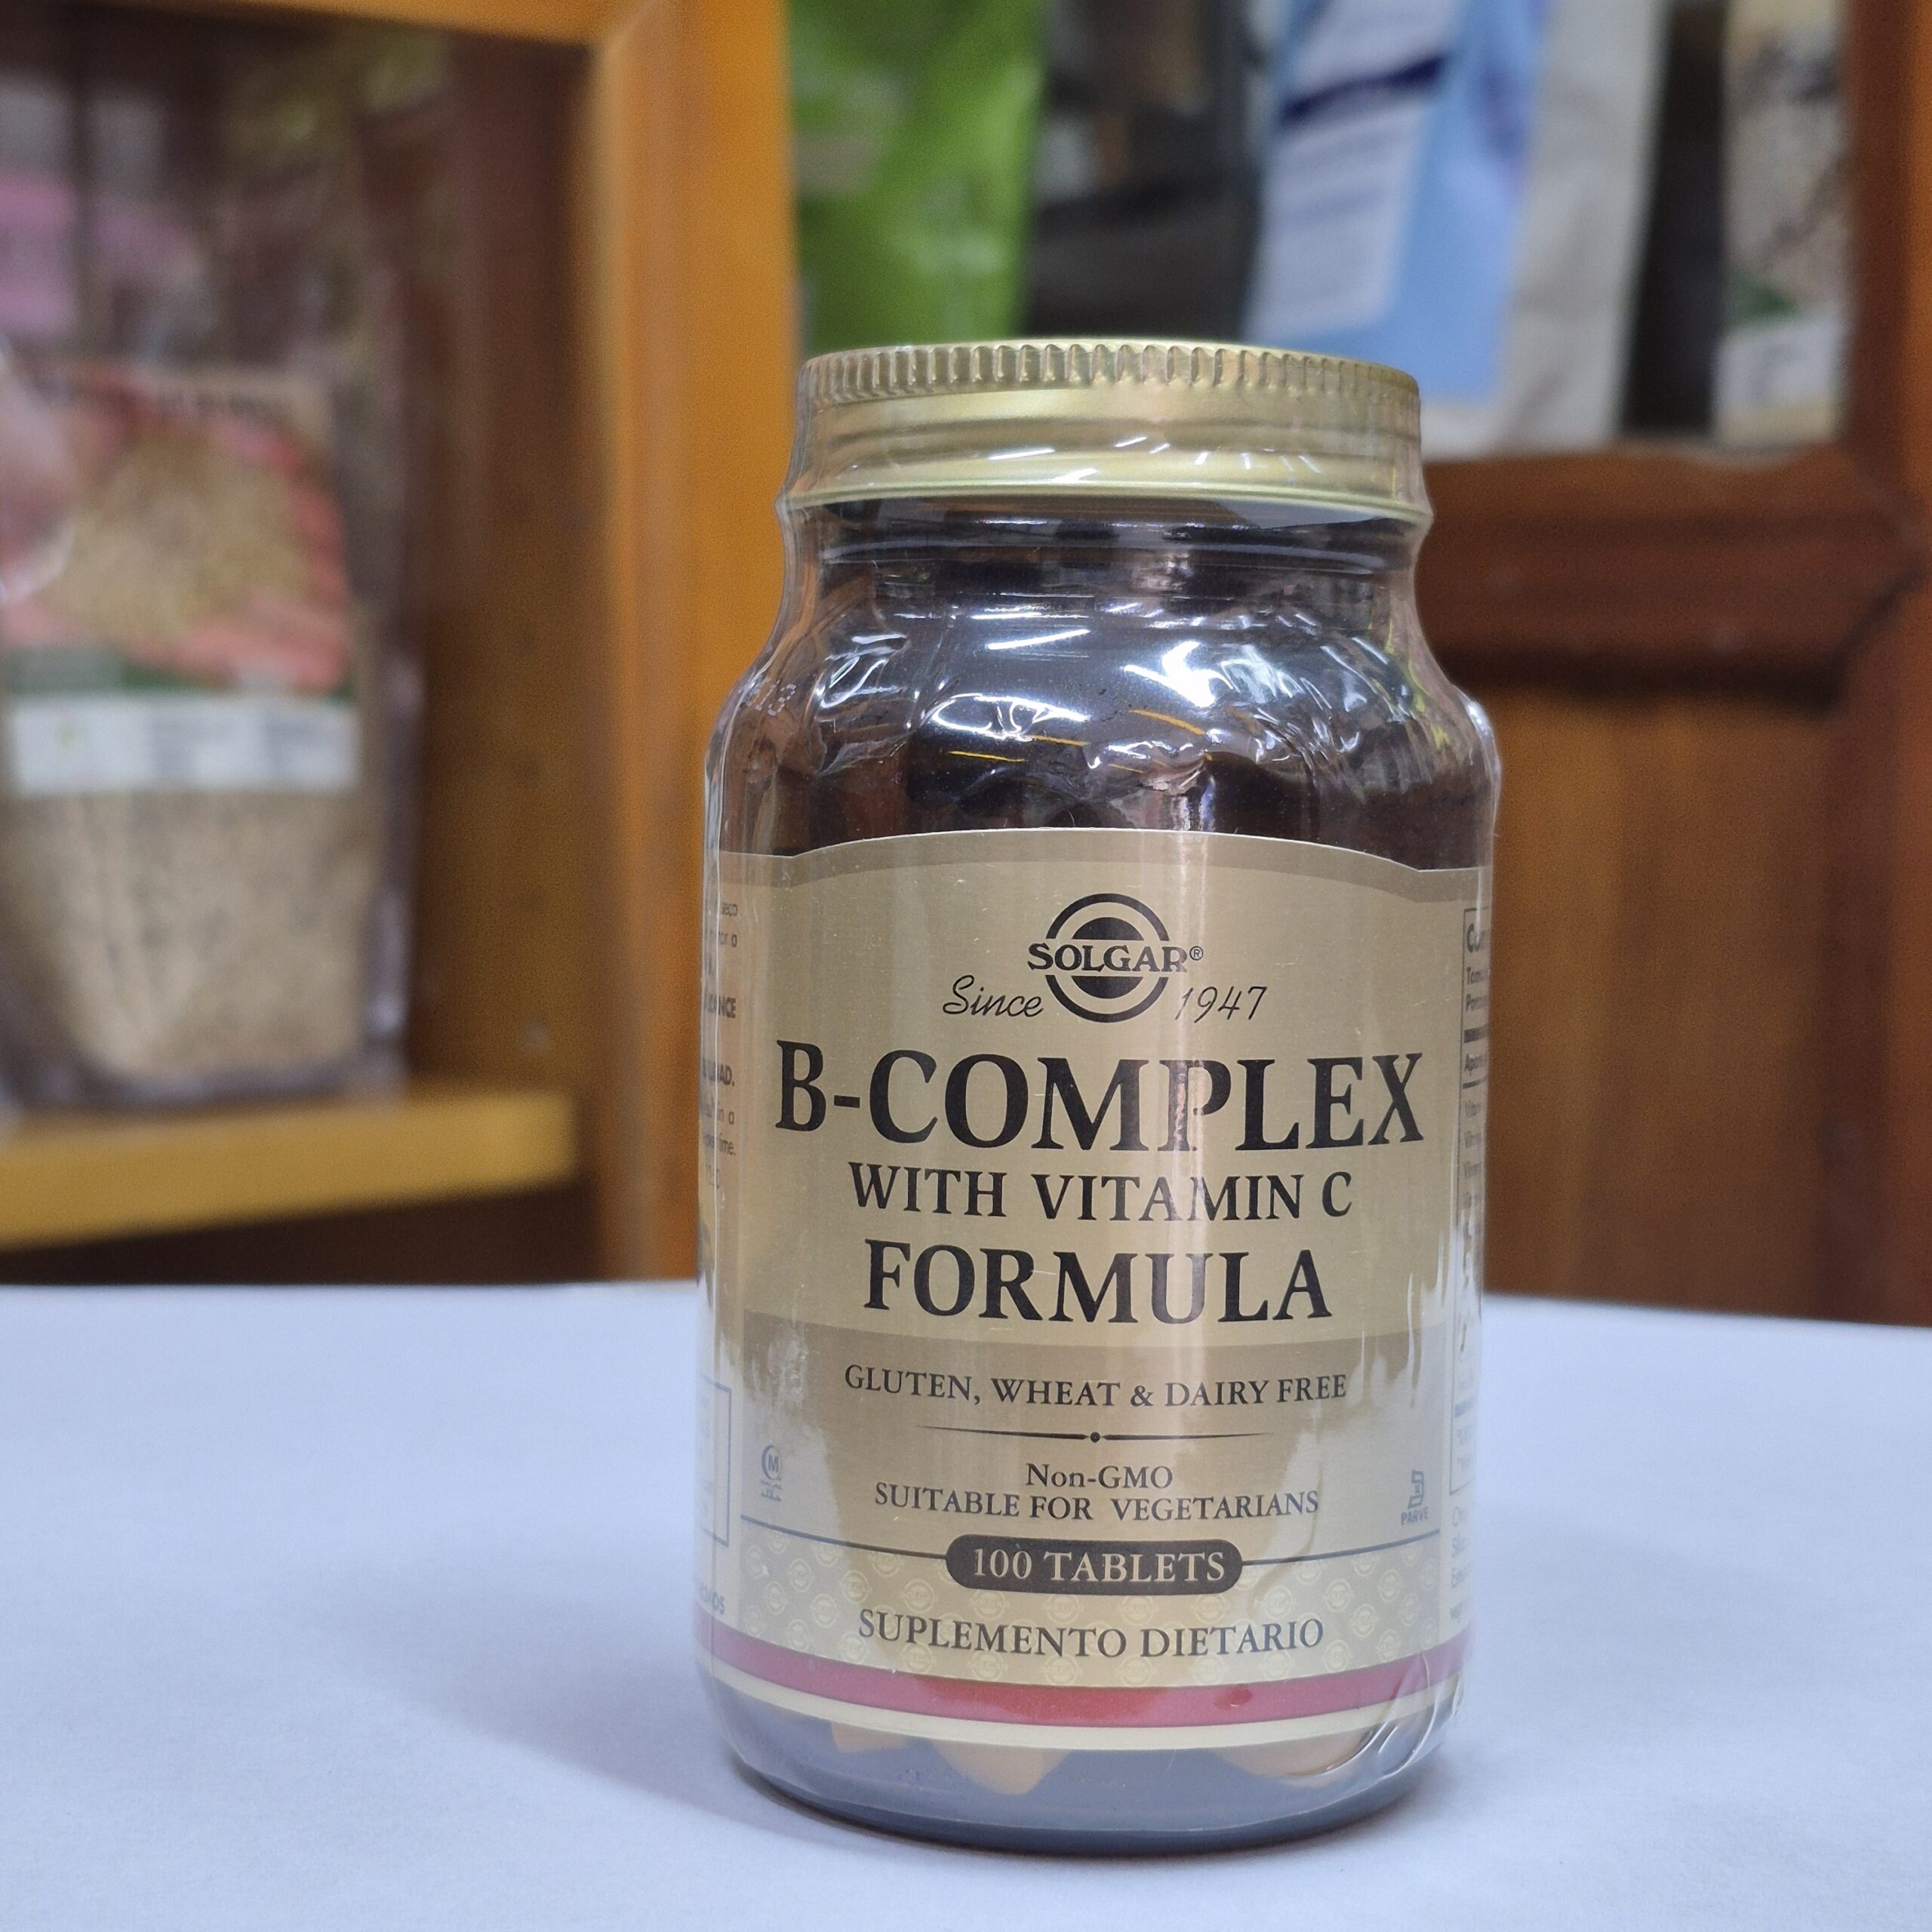 SOLGAR®
Since 1947
B-COMPLEX
WITH VITAMIN C
FORMULA
GLUTEN, WHEAT & DAIRY FREE
Non-GMO
SUITABLE FOR VEGETARIANS
M
PARVE
100 TABLETS
SUPLEMENTO DIETARIO